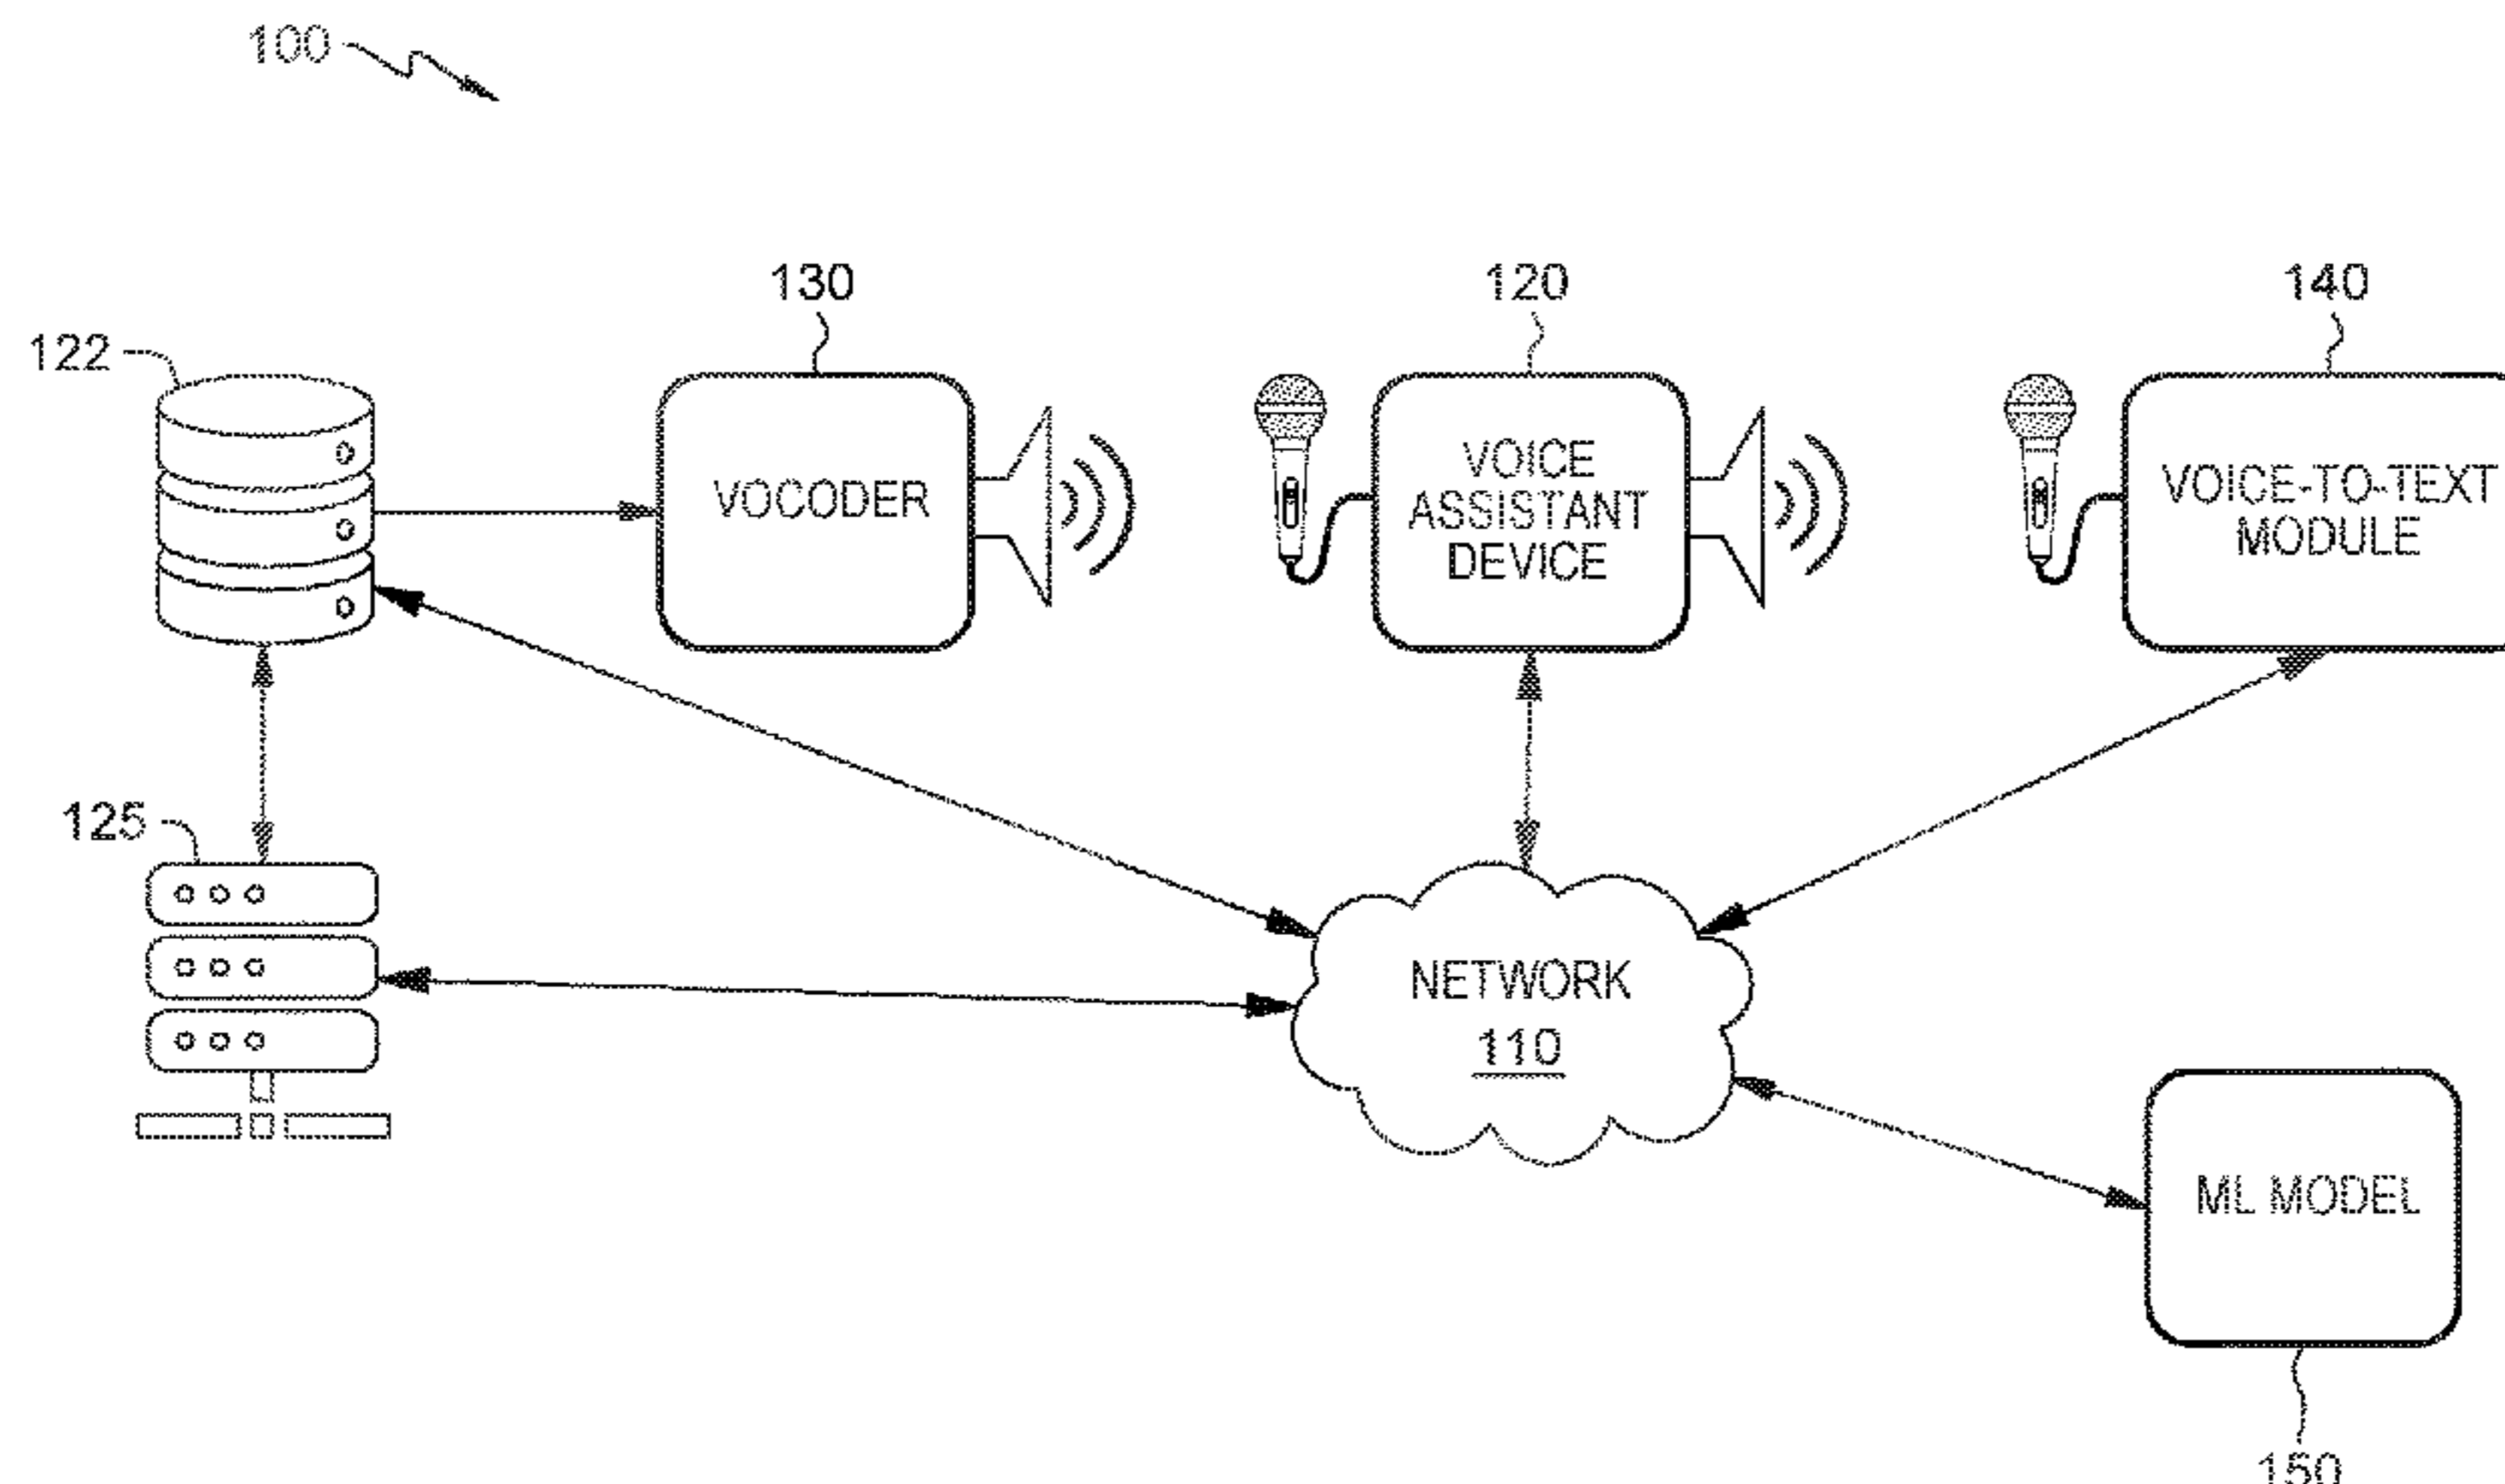 100
130
120
140
122
VOCODER
VOICE
ASSISTANT
DEVICE
VOICE-TO-TEXT
MODULE
125
NETWORK
110
ML MODEL
150